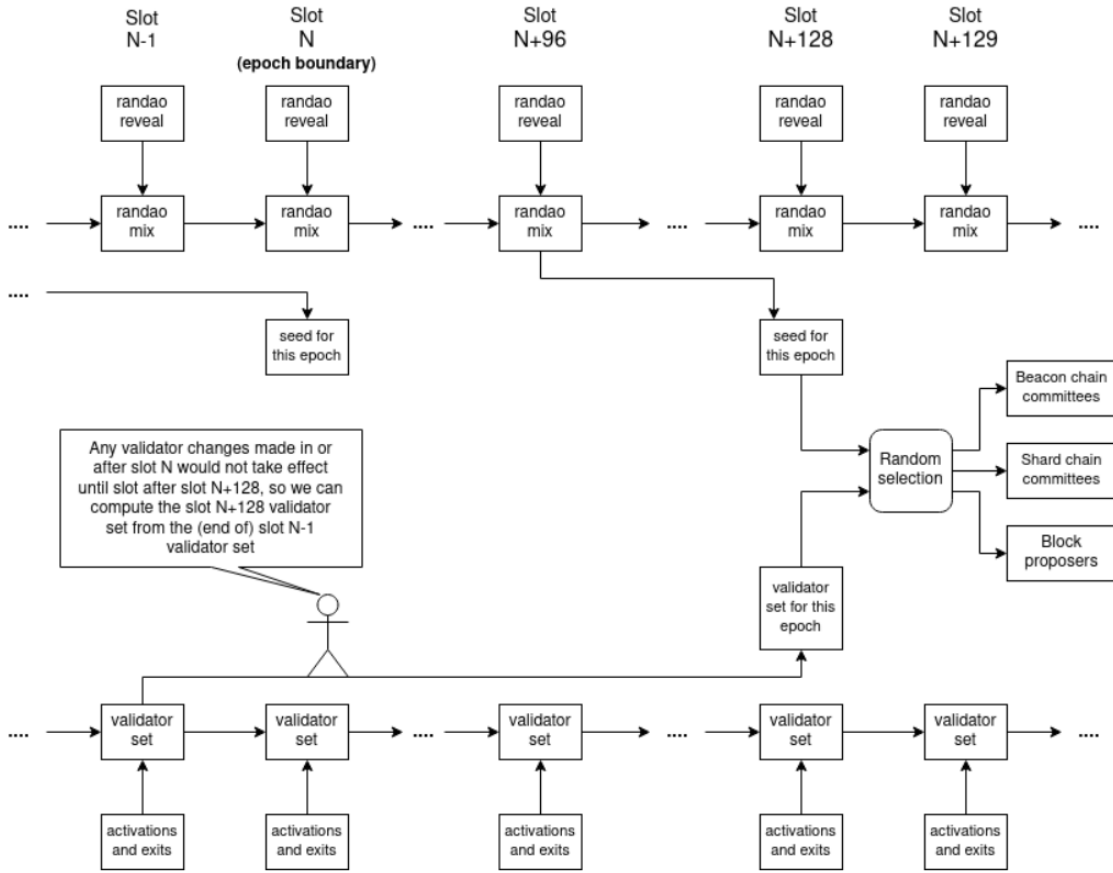 Slot
N-1
Slot
N
(epoch boundary)
Slot
N+96
Slot
N+128
Slot
N+129
randao
reveal
randao
reveal
randao
reveal
randao
reveal
randao
reveal
....
randao
mix
randao
mix
....
randao
mix
....
randao
mix
randao
mix
....
....
seed for
this epoch
seed for
this epoch
Beacon chain
committees
Any validator changes made in or
after slot N would not take effect
until slot after slot N+128, so we can
compute the slot N+128 validator
set from the (end of) slot N-1
validator set
Random
selection
Shard chain
committees
Block
proposers
validator
set for this
epoch
....
validator
set
validator
set
....
validator
set
....
validator
set
validator
set
....
activations
and exits
activations
and exits
activations
and exits
activations
and exits
activations
and exits